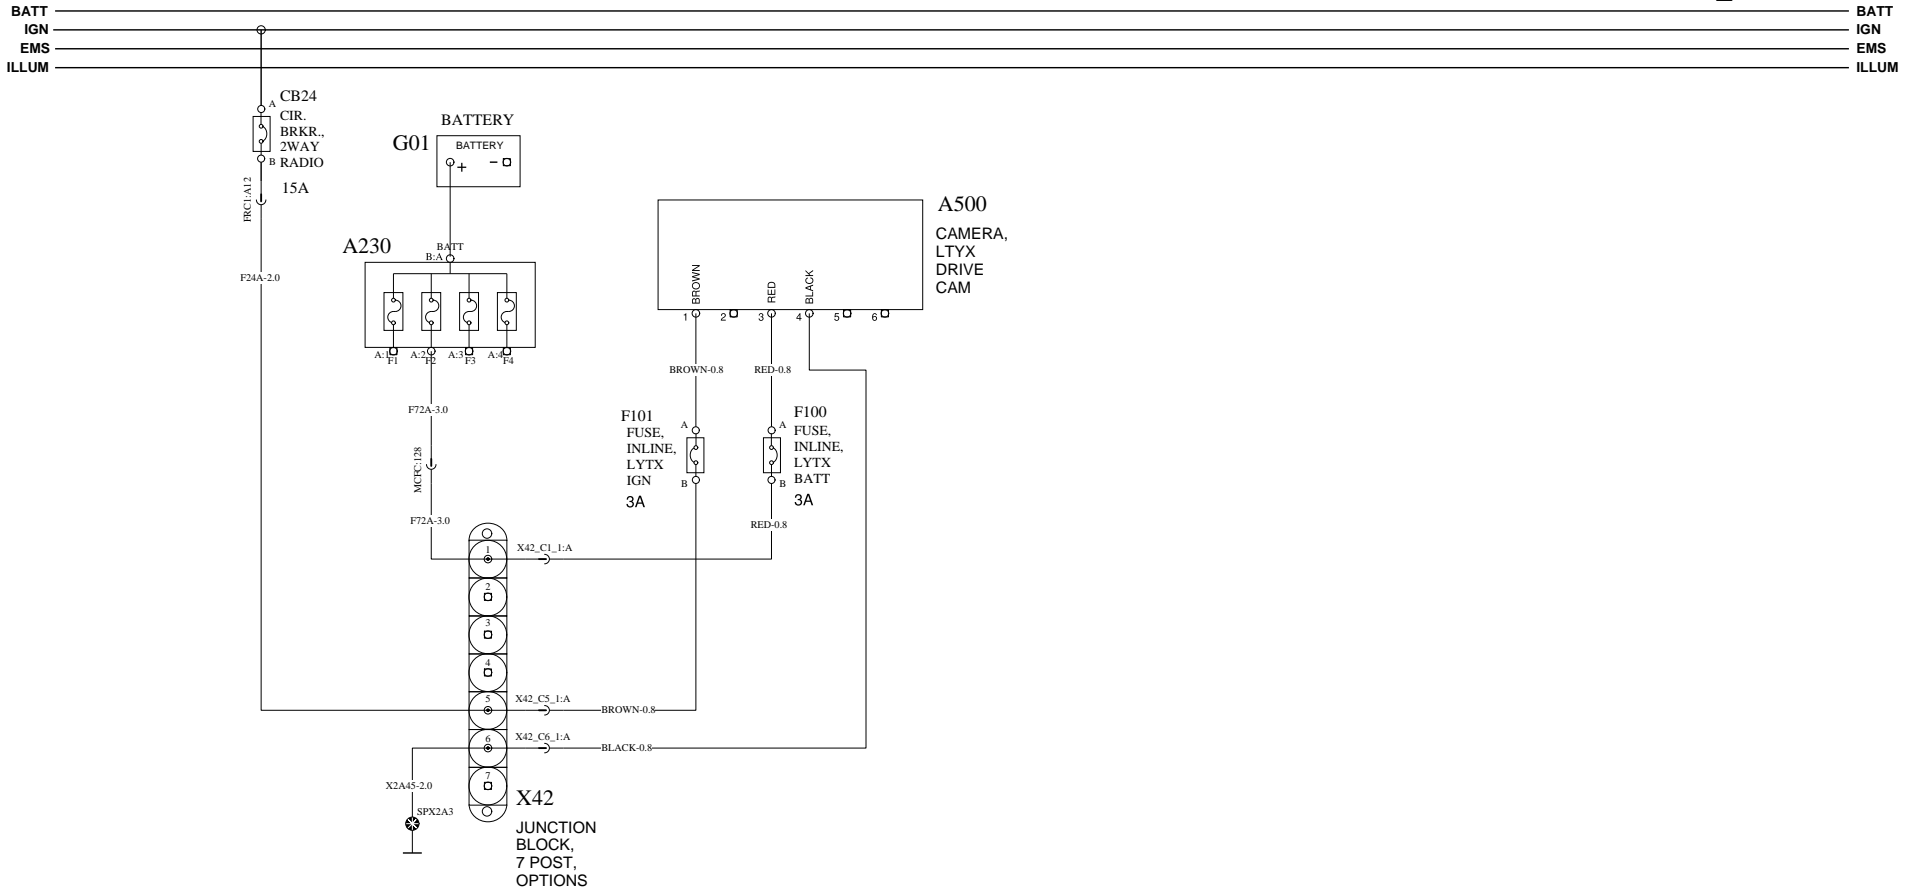 BATT
IGN
EMS
ILLUM
BATT
IGN
EMS
ILLUM
A
CB24
CIR.
BRKR.,
2WAY
RADIO
B
15A
FRC1:A12
F24A-2.0
BATTERY
G01
BATTERY
+
-
A230
BATT
B:A
A:1
F1
A:2
F2
A:3
F3
A:4
F4
F72A-3.0
MCFC:128
F72A-3.0
A500
CAMERA,
LTYX
DRIVE
CAM
BROWN
RED
BLACK
1
2
3
4
5
6
BROWN-0.8
RED-0.8
F101
FUSE,
INLINE,
LYTX
IGN
3A
A
B
F100
FUSE,
INLINE,
LYTX
BATT
3A
A
B
RED-0.8
1
X42_C1_1:A
2
3
4
5
X42_C5_1:A
BROWN-0.8
6
X42_C6_1:A
BLACK-0.8
7
X2A45-2.0
SPX2A3
X42
JUNCTION
BLOCK,
7 POST,
OPTIONS